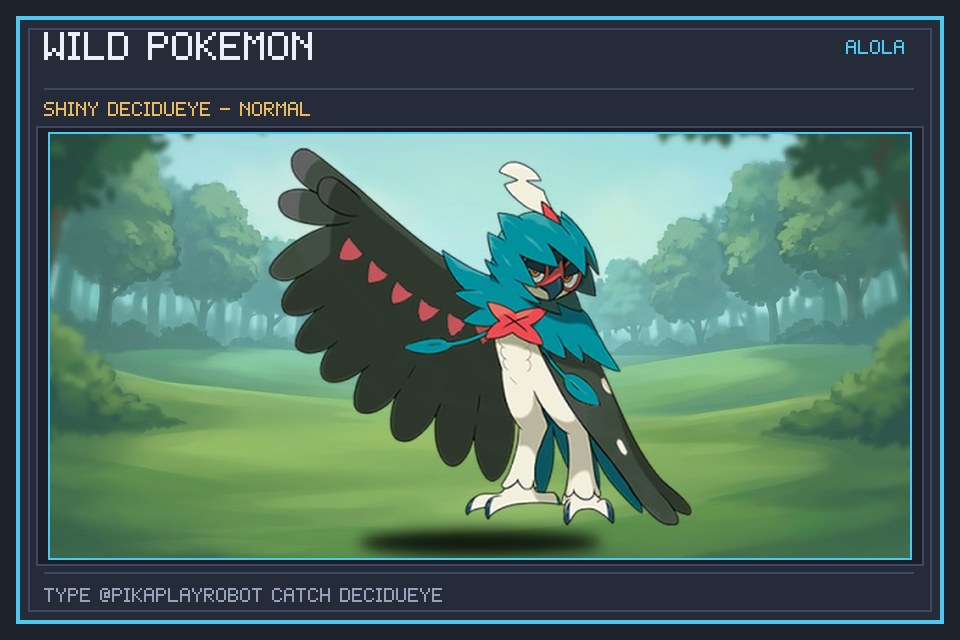 WILD POKEMON
ALOLA
SHINY DECIDUEYE - NORMAL
TYPE @PIKAPLAYROBOT CATCH DECIDUEYE